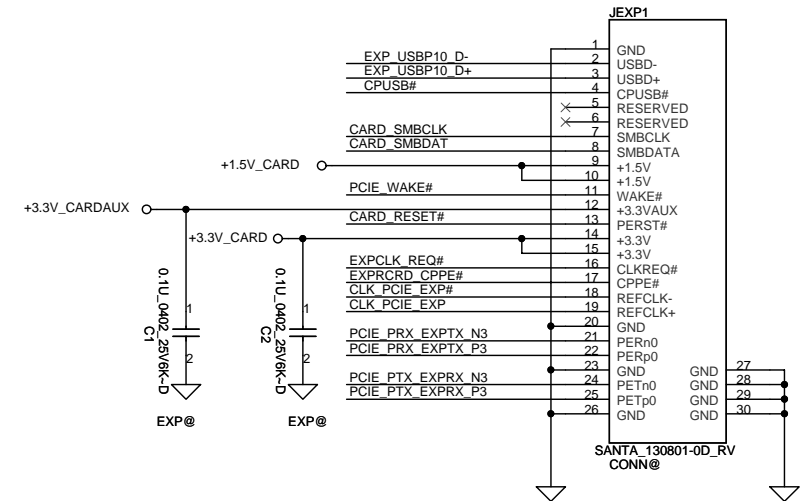 JEXP1
1 GND
EXP_USBP10_D- 2 USBD-
EXP_USBP10_D+ 3 USBD+
CPUSB# 4 CPUSB#
5 RESERVED
6 RESERVED
CARD_SMBCLK 7 SMBCLK
CARD_SMBDAT 8 SMBDATA
+1.5V_CARD 9 +1.5V
10 +1.5V
PCIE_WAKE# 11 WAKE#
+3.3V_CARDAUX 12 +3.3VAUX
CARD_RESET# 13 PERST#
+3.3V_CARD 14 +3.3V
15 +3.3V
EXPCLK_REQ# 16 CLKREQ#
EXPRCRD_CPPE# 17 CPPE#
CLK_PCIE_EXP# 18 REFCLK-
CLK_PCIE_EXP 19 REFCLK+
20 GND
PCIE_PRX_EXPTX_N3 21 PERn0
PCIE_PRX_EXPTX_P3 22 PERp0
23 GND GND 27
PCIE_PTX_EXPRX_N3 24 PETn0 GND 28
PCIE_PTX_EXPRX_P3 25 PETp0 GND 29
26 GND GND 30
SANTA_130801-0D_RV
CONN@
0.1U_0402_25V6K~D
C1
1
2
EXP@
0.1U_0402_25V6K~D
C2
1
2
EXP@